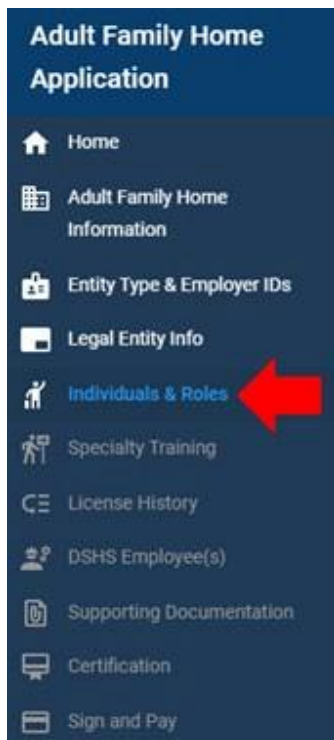 Adult Family Home
Application
Home
Adult Family Home
Information
Entity Type & Employer IDs
Legal Entity Info
Individuals & Roles
Specialty Training
License History
DSHS Employee(s)
Supporting Documentation
Certification
Sign and Pay